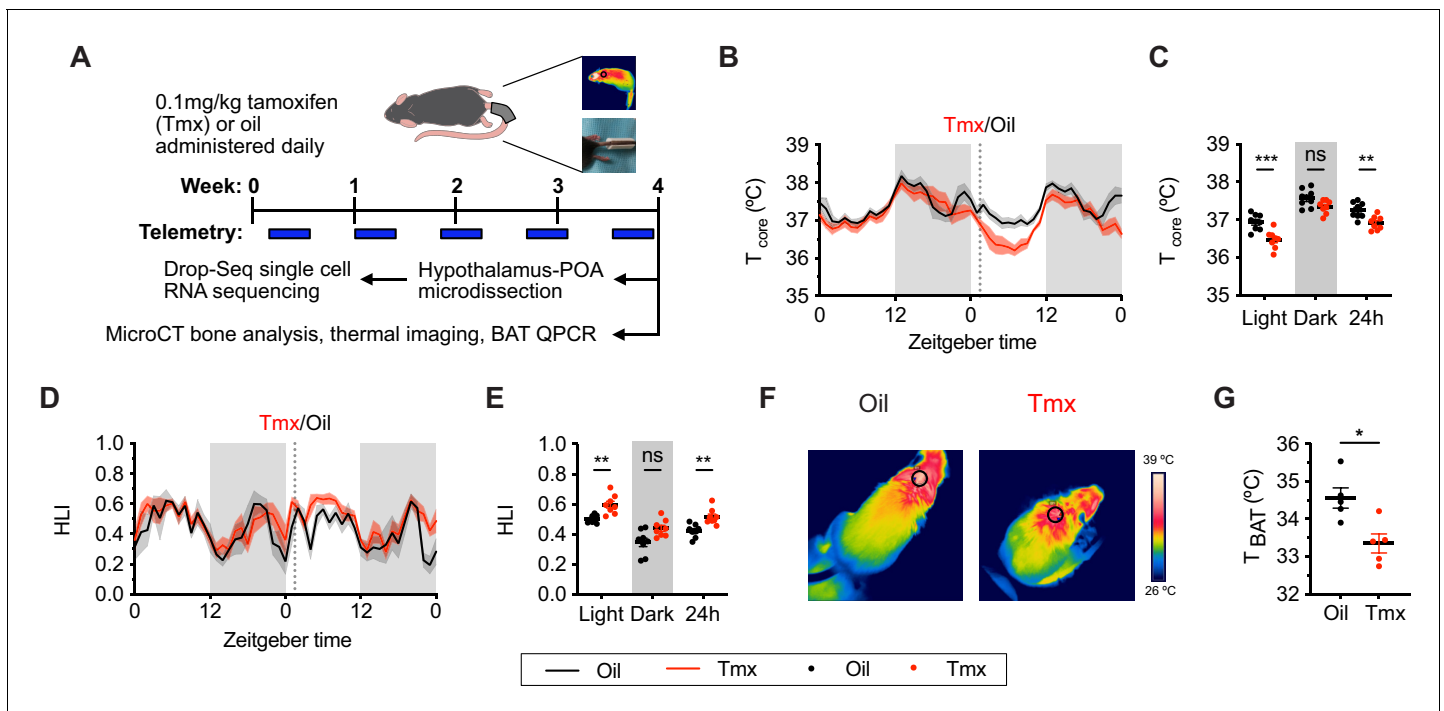 A
0.1mg/kg tamoxifen
(Tmx) or oil
administered daily
Week: 0 1 2 3 4
Telemetry:
Drop-Seq single cell
RNA sequencing
Hypothalamus-POA
microdissection
MicroCT bone analysis, thermal imaging, BAT QPCR
B
Tmx/Oil
T core (ºC)
39
38
37
36
35
0 12 0 12 0
Zeitgeber time
C
T core (ºC)
39
38
37
36
35
*** ns **
Light Dark 24h
D
Tmx/Oil
HLI
1.0
0.8
0.6
0.4
0.2
0.0
0 12 0 12 0
Zeitgeber time
E
HLI
1.0
0.8
0.6
0.4
0.2
0.0
** ns **
Light Dark 24h
F
Oil Tmx
39 ºC
26 ºC
G
T BAT (ºC)
36
35
34
33
32
*
Oil Tmx
Oil Tmx Oil Tmx